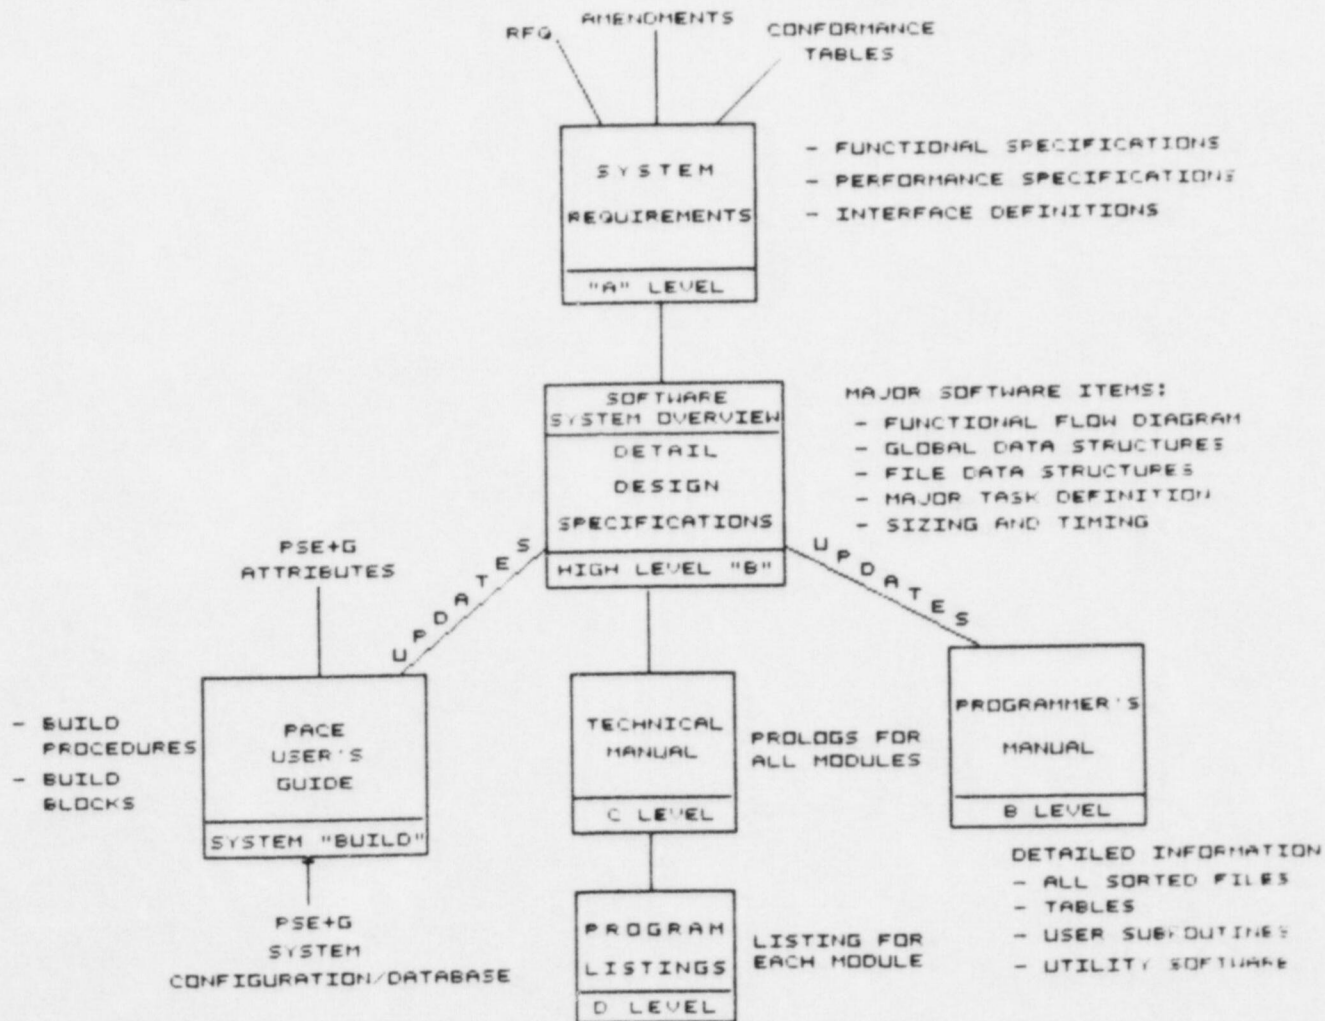 AMENDMENTS
RFQ
CONFORMANCE
TABLES
SYSTEM
REQUIREMENTS
"A" LEVEL
- FUNCTIONAL SPECIFICATIONS
- PERFORMANCE SPECIFICATIONS
- INTERFACE DEFINITIONS
SOFTWARE
SYSTEM OVERVIEW
DETAIL
DESIGN
SPECIFICATIONS
HIGH LEVEL "B"
MAJOR SOFTWARE ITEMS:
- FUNCTIONAL FLOW DIAGRAM
- GLOBAL DATA STRUCTURES
- FILE DATA STRUCTURES
- MAJOR TASK DEFINITION
- SIZING AND TIMING
PSE+G
ATTRIBUTES
UPDATES
UPDATES
- BUILD
PROCEDURES
- BUILD
BLOCKS
PACE
USER'S
GUIDE
SYSTEM "BUILD"
PSE+G
SYSTEM
CONFIGURATION/DATABASE
TECHNICAL
MANUAL
C LEVEL
PROLOGS FOR
ALL MODULES
PROGRAMMER'S
MANUAL
B LEVEL
DETAILED INFORMATION
- ALL SORTED FILES
- TABLES
- USER SUBROUTINES
- UTILITY SOFTWARE
PROGRAM
LISTINGS
D LEVEL
LISTING FOR
EACH MODULE